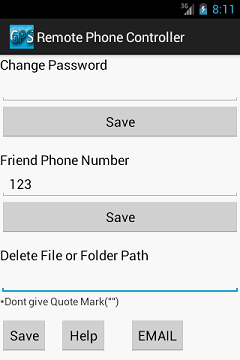 3G 8:11
GPS Remote Phone Controller
Change Password
Save
Friend Phone Number
123
Save
Delete File or Folder Path
*Dont give Quote Mark("")
Save Help EMAIL